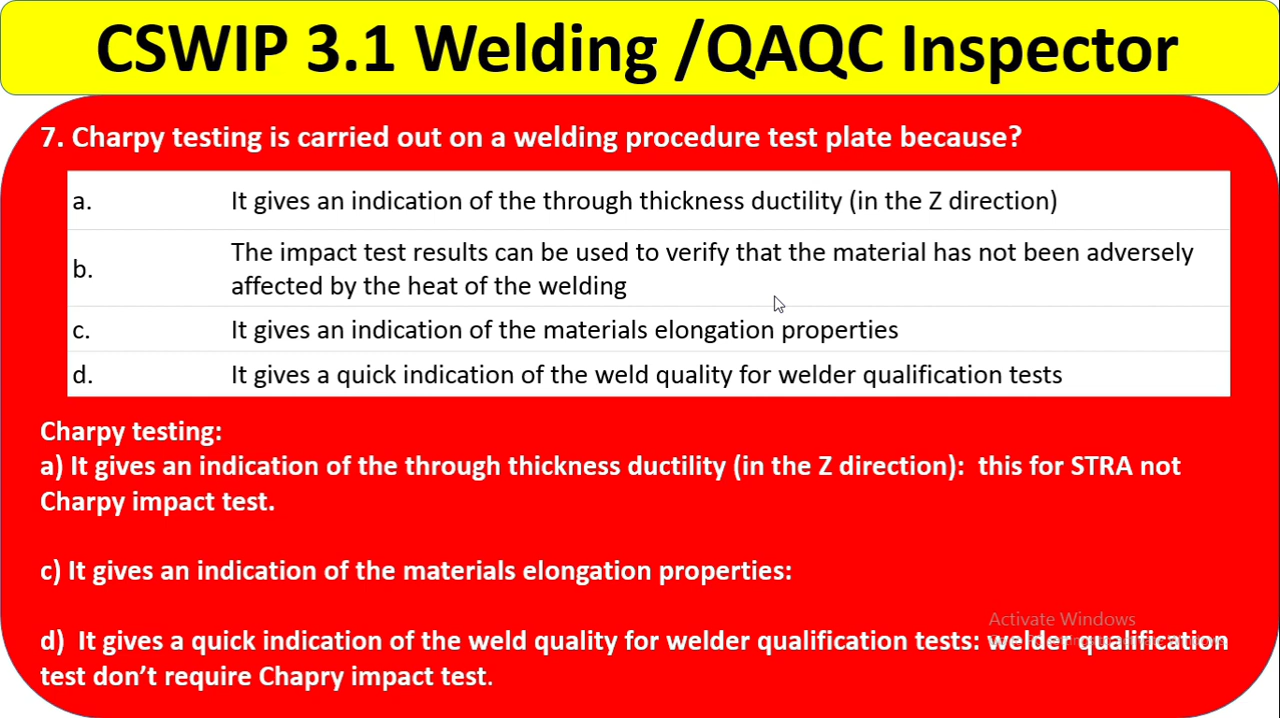 CSWIP 3.1 Welding /QAQC Inspector
7. Charpy testing is carried out on a welding procedure test plate because?
a. It gives an indication of the through thickness ductility (in the Z direction)
b. The impact test results can be used to verify that the material has not been adversely
affected by the heat of the welding
c. It gives an indication of the materials elongation properties
d. It gives a quick indication of the weld quality for welder qualification tests
Charpy testing:
a) It gives an indication of the through thickness ductility (in the Z direction):  this for STRA not
Charpy impact test.
c) It gives an indication of the materials elongation properties:
Activate Windows
d)  It gives a quick indication of the weld quality for welder qualification tests: welder qualification
test don’t require Chapry impact test.